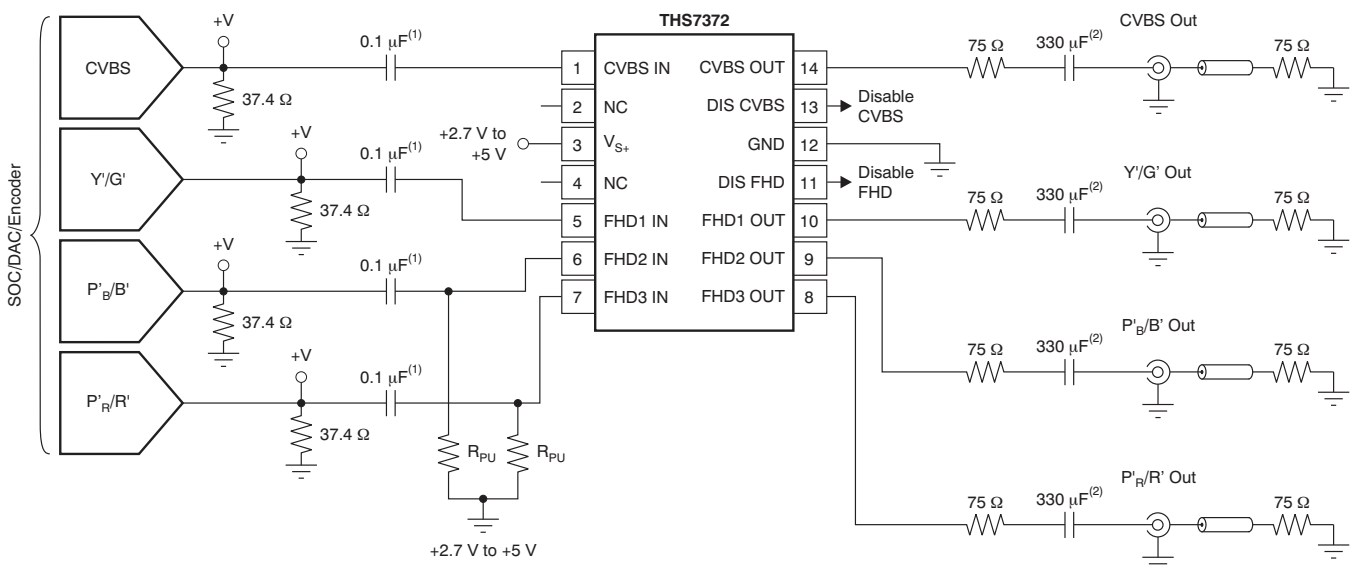 THS7372
SOC/DAC/Encoder
CVBS
+V
37.4 Ω
0.1 μF(1)
Y'/G'
+V
37.4 Ω
0.1 μF(1)
P'B/B'
+V
37.4 Ω
0.1 μF(1)
P'R/R'
+V
37.4 Ω
0.1 μF(1)
RPU
RPU
+2.7 V to +5 V
+2.7 V to
+5 V
1 CVBS IN
2 NC
3 VS+
4 NC
5 FHD1 IN
6 FHD2 IN
7 FHD3 IN
CVBS OUT 14
DIS CVBS 13
GND 12
DIS FHD 11
FHD1 OUT 10
FHD2 OUT 9
FHD3 OUT 8
Disable
CVBS
Disable
FHD
CVBS Out
75 Ω
330 μF(2)
75 Ω
Y'/G' Out
75 Ω
330 μF(2)
75 Ω
P'B/B' Out
75 Ω
330 μF(2)
75 Ω
P'R/R' Out
75 Ω
330 μF(2)
75 Ω